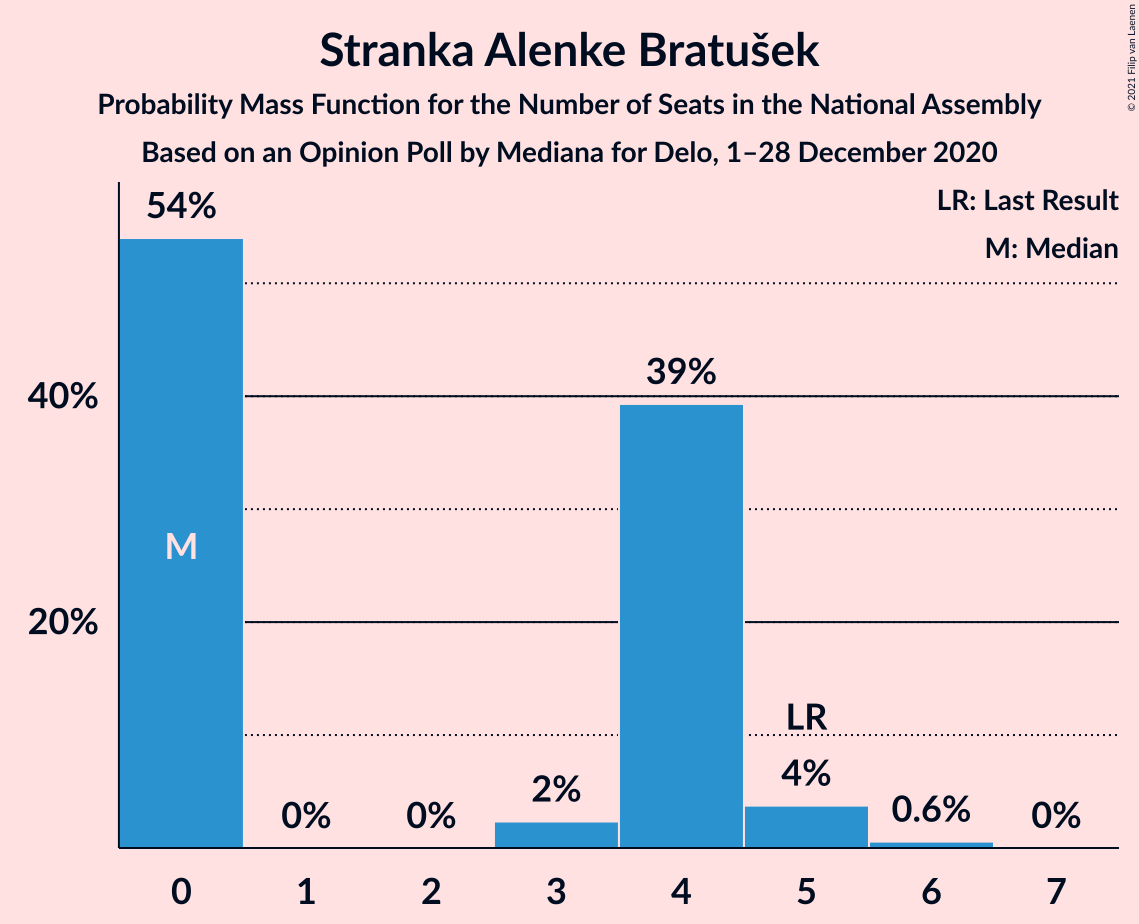 Stranka Alenke Bratušek
Probability Mass Function for the Number of Seats in the National Assembly
Based on an Opinion Poll by Mediana for Delo, 1–28 December 2020
© 2021 Filip van Laenen
LR: Last Result
M: Median
54%
39%
40%
M
20%
LR
4%
2%
0.6%
0%
0%
0%
0 1 2 3 4 5 6 7